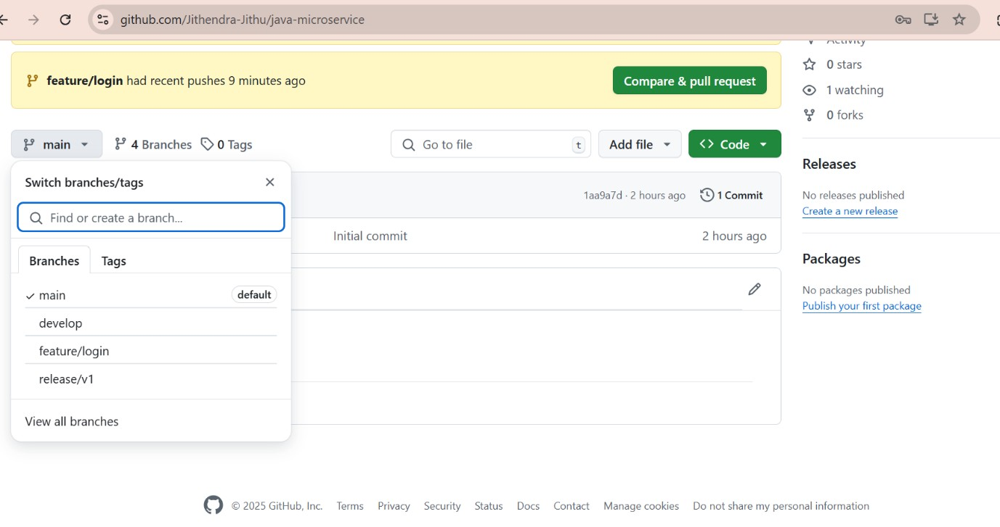 github.com/Jithendra-Jithu/java-microservice
Activity
feature/login had recent pushes 9 minutes ago
Compare & pull request
0 stars
1 watching
0 forks
main
4 Branches
0 Tags
Go to file
t
Add file
Code
Switch branches/tags
Find or create a branch...
Branches
Tags
main
default
develop
feature/login
release/v1
View all branches
1aa9a7d · 2 hours ago
1 Commit
Initial commit
2 hours ago
Releases
No releases published
Create a new release
Packages
No packages published
Publish your first package
© 2025 GitHub, Inc.
Terms
Privacy
Security
Status
Docs
Contact
Manage cookies
Do not share my personal information